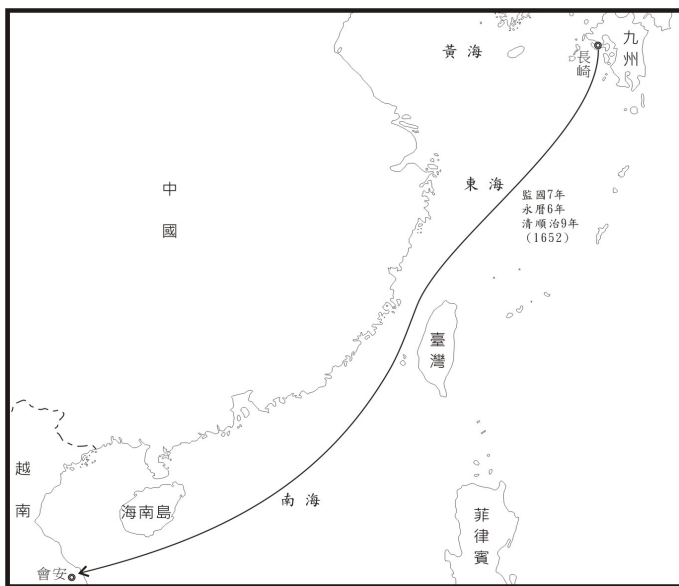 黃海
九州
長崎
中國
東海
監國7年
永曆6年
清順治9年
(1652)
臺灣
越南
海南島
南海
菲律賓
會安